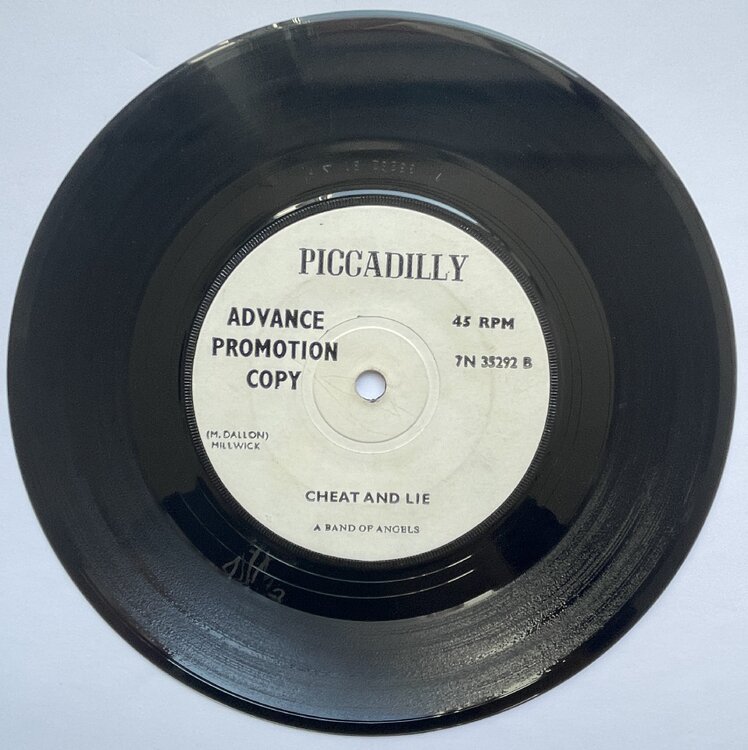 PICCADILLY
ADVANCE
PROMOTION
COPY
45 RPM
7N 35292 B
(M. DALLON)
MILLWICK
CHEAT AND LIE
A BAND OF ANGELS